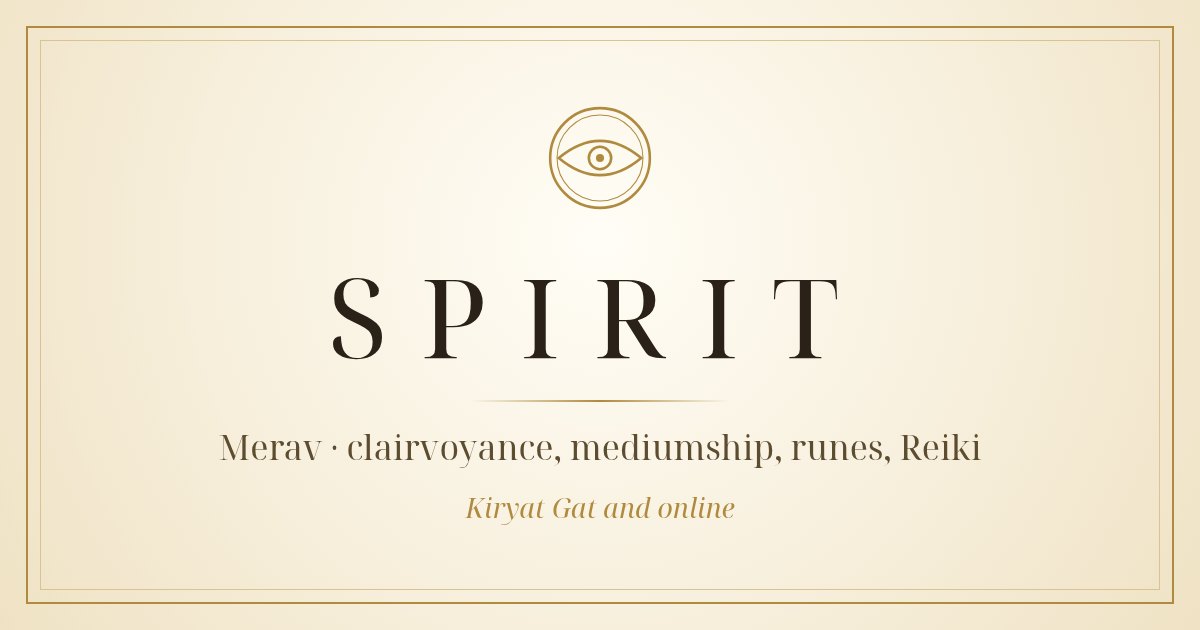 SPIRIT
Merav · clairvoyance, mediumship, runes, Reiki
Kiryat Gat and online